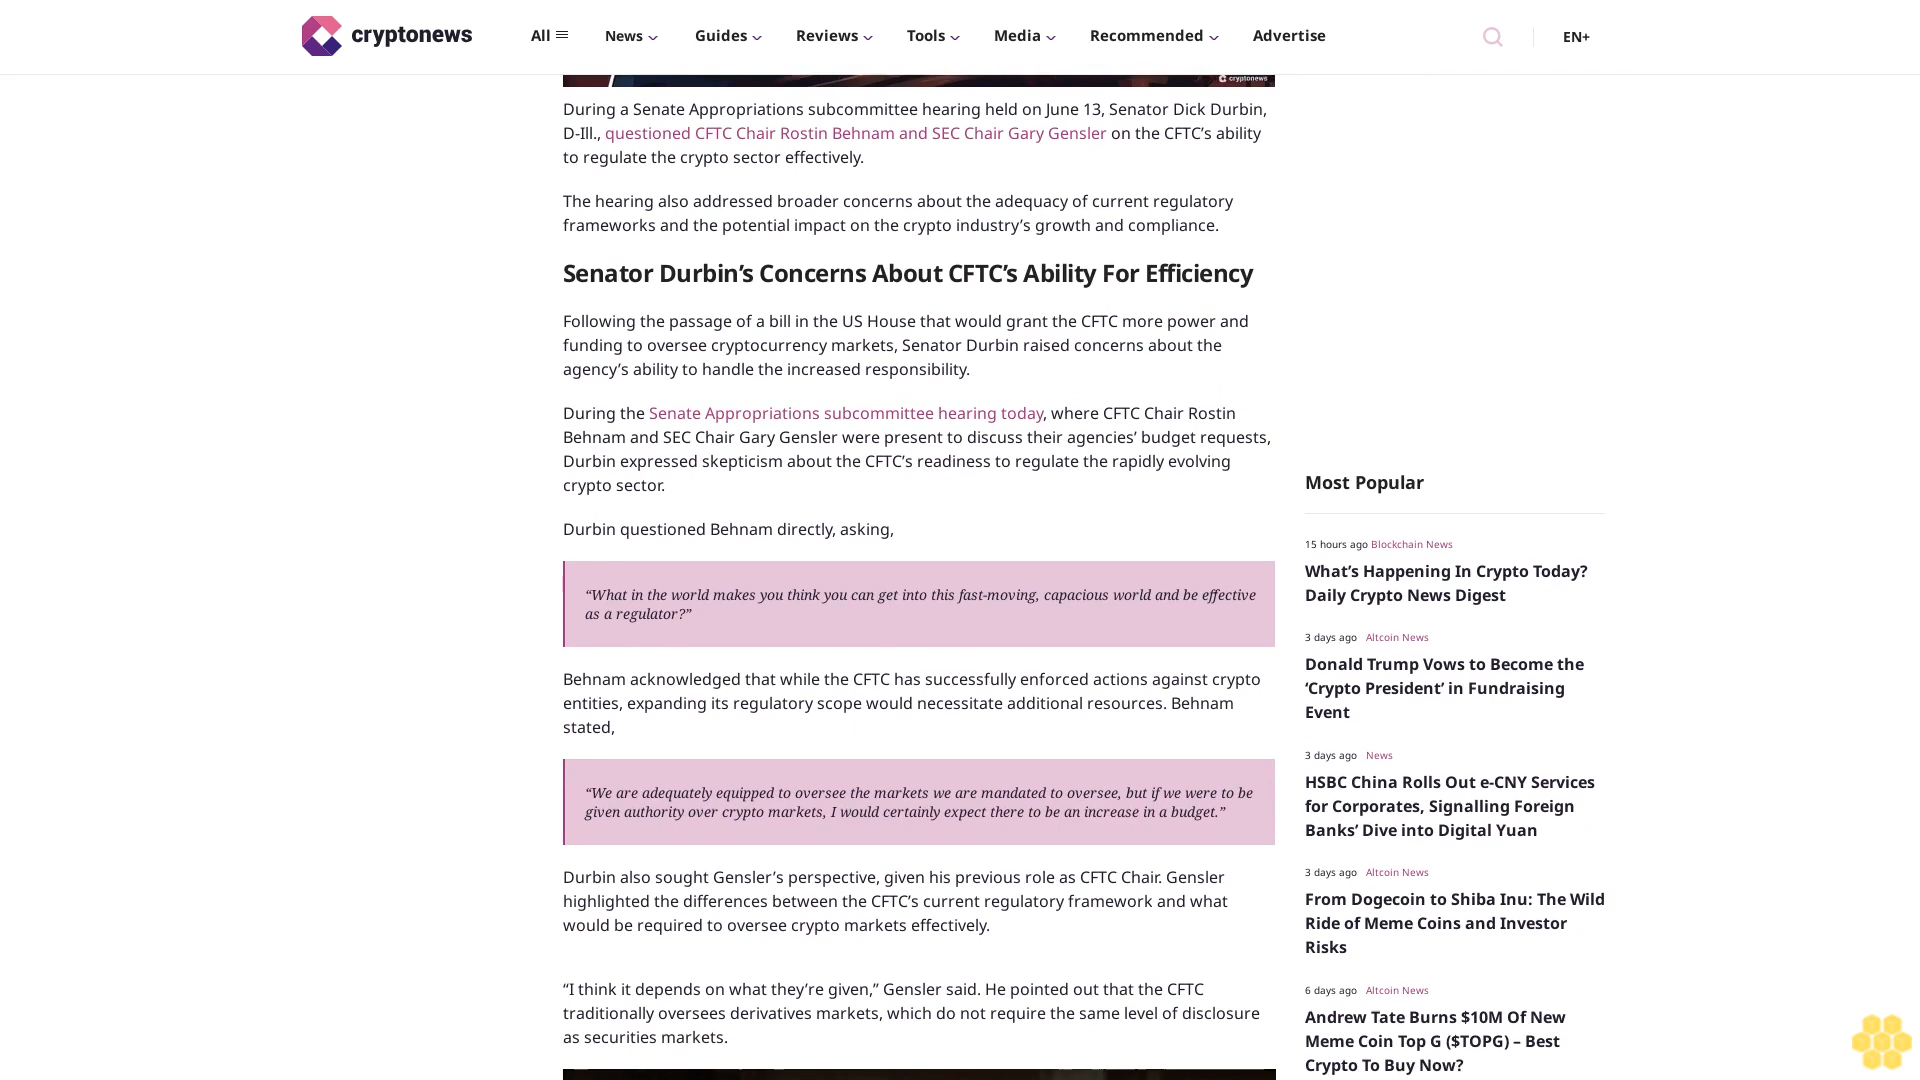 cryptonews
All
News
Guides
Reviews
Tools
Media
Recommended
Advertise
EN+
cryptonews
During a Senate Appropriations subcommittee hearing held on June 13, Senator Dick Durbin,
D-Ill., questioned CFTC Chair Rostin Behnam and SEC Chair Gary Gensler on the CFTC’s ability
to regulate the crypto sector effectively.
The hearing also addressed broader concerns about the adequacy of current regulatory
frameworks and the potential impact on the crypto industry’s growth and compliance.
Senator Durbin’s Concerns About CFTC’s Ability For Efficiency
Following the passage of a bill in the US House that would grant the CFTC more power and
funding to oversee cryptocurrency markets, Senator Durbin raised concerns about the
agency’s ability to handle the increased responsibility.
During the Senate Appropriations subcommittee hearing today, where CFTC Chair Rostin
Behnam and SEC Chair Gary Gensler were present to discuss their agencies’ budget requests,
Durbin expressed skepticism about the CFTC’s readiness to regulate the rapidly evolving
crypto sector.
Durbin questioned Behnam directly, asking,
“What in the world makes you think you can get into this fast-moving, capacious world and be effective
as a regulator?”
Behnam acknowledged that while the CFTC has successfully enforced actions against crypto
entities, expanding its regulatory scope would necessitate additional resources. Behnam
stated,
“We are adequately equipped to oversee the markets we are mandated to oversee, but if we were to be
given authority over crypto markets, I would certainly expect there to be an increase in a budget.”
Durbin also sought Gensler’s perspective, given his previous role as CFTC Chair. Gensler
highlighted the differences between the CFTC’s current regulatory framework and what
would be required to oversee crypto markets effectively.
“I think it depends on what they’re given,” Gensler said. He pointed out that the CFTC
traditionally oversees derivatives markets, which do not require the same level of disclosure
as securities markets.
Most Popular
15 hours ago Blockchain News
What’s Happening In Crypto Today?
Daily Crypto News Digest
3 days ago Altcoin News
Donald Trump Vows to Become the
‘Crypto President’ in Fundraising
Event
3 days ago News
HSBC China Rolls Out e-CNY Services
for Corporates, Signalling Foreign
Banks’ Dive into Digital Yuan
3 days ago Altcoin News
From Dogecoin to Shiba Inu: The Wild
Ride of Meme Coins and Investor
Risks
6 days ago Altcoin News
Andrew Tate Burns $10M Of New
Meme Coin Top G ($TOPG) – Best
Crypto To Buy Now?